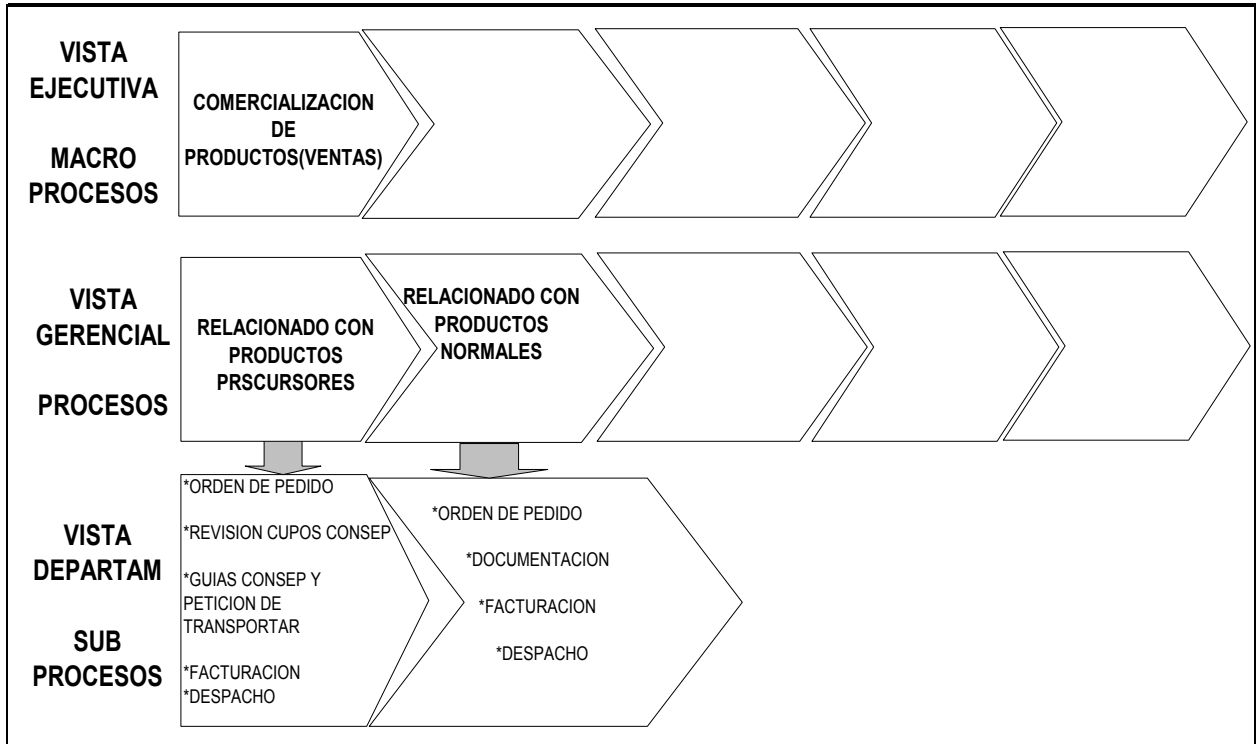 VISTA
EJECUTIVA
MACRO
PROCESOS
COMERCIALIZACION
DE
PRODUCTOS(VENTAS)
VISTA
GERENCIAL
PROCESOS
RELACIONADO CON
PRODUCTOS
PRSCURSORES
RELACIONADO CON
PRODUCTOS
NORMALES
VISTA
DEPARTAM
SUB
PROCESOS
*ORDEN DE PEDIDO
*REVISION CUPOS CONSEP
*GUIAS CONSEP Y
PETICION DE
TRANSPORTAR
*FACTURACION
*DESPACHO
*ORDEN DE PEDIDO
*DOCUMENTACION
*FACTURACION
*DESPACHO